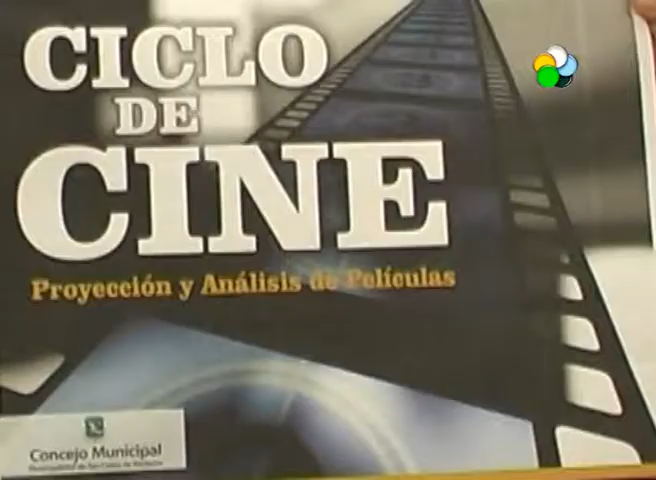 CICLO
DE
CINE
Proyección y Análisis de Películas
Concejo Municipal